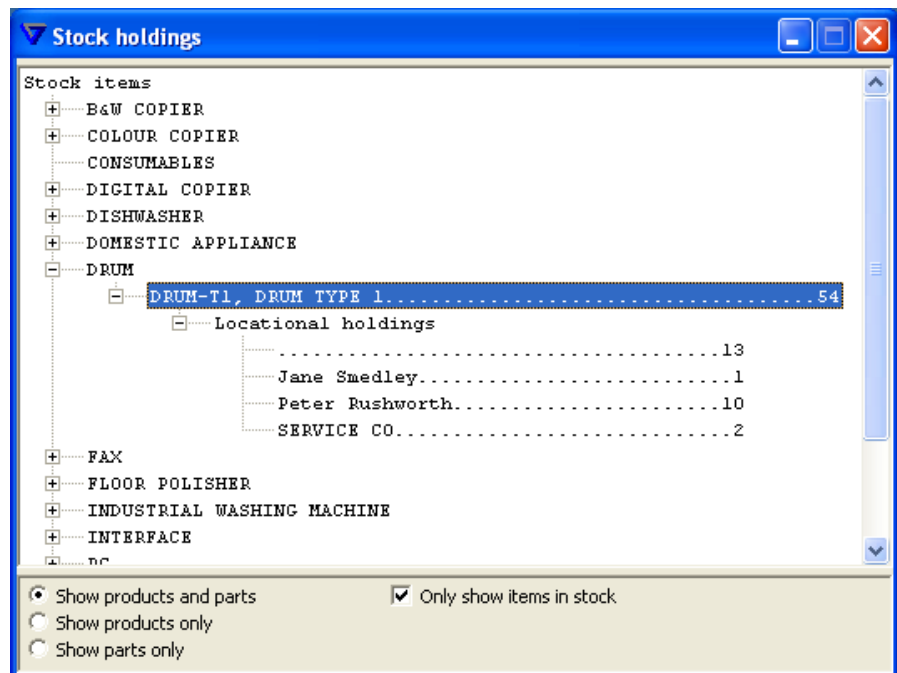 Stock holdings
Stock items
B&W COPIER
COLOUR COPIER
CONSUMABLES
DIGITAL COPIER
DISHWASHER
DOMESTIC APPLIANCE
DRUM
DRUM-T1, DRUM TYPE 1.....................................54
Locational holdings
......................................13
Jane Smedley...........................1
Peter Rushworth.......................10
SERVICE CO.............................2
FAX
FLOOR POLISHER
INDUSTRIAL WASHING MACHINE
INTERFACE
PC
Show products and parts
Only show items in stock
Show products only
Show parts only